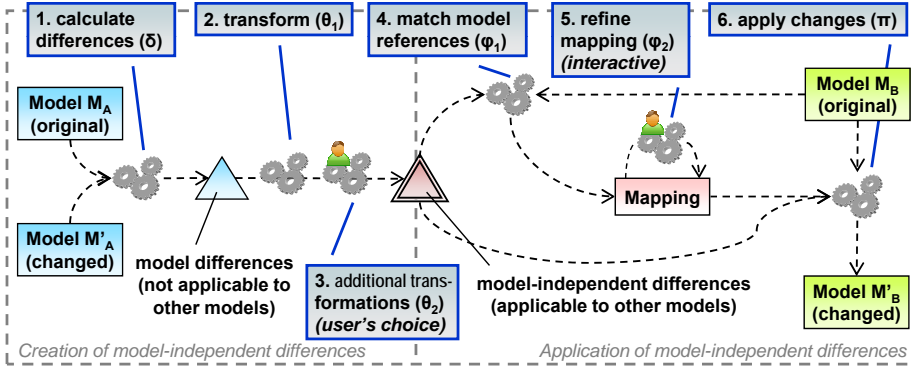 1. calculate
differences (δ)
2. transform (θ1)
4. match model
references (φ1)
5. refine
mapping (φ2)
(interactive)
6. apply changes (π)
Model MA
(original)
Model MB
(original)
Mapping
Model M'A
(changed)
model differences
(not applicable to
other models)
3. additional trans-
formations (θ2)
(user's choice)
model-independent differences
(applicable to other models)
Model M'B
(changed)
Creation of model-independent differences
Application of model-independent differences